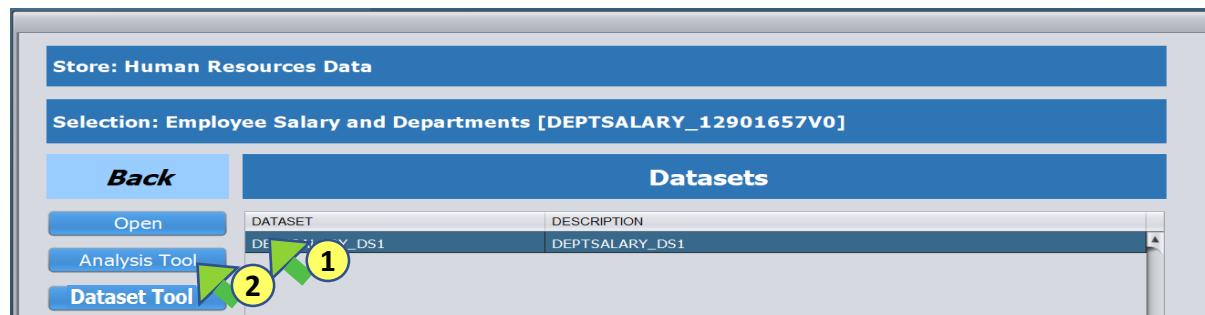 Store: Human Resources Data
Selection: Employee Salary and Departments [DEPTSALARY_12901657V0]
Back
Datasets
Open
DATASET
DESCRIPTION
DEPTSALARY_DS1
Analysis Tool
1
2
Dataset Tool